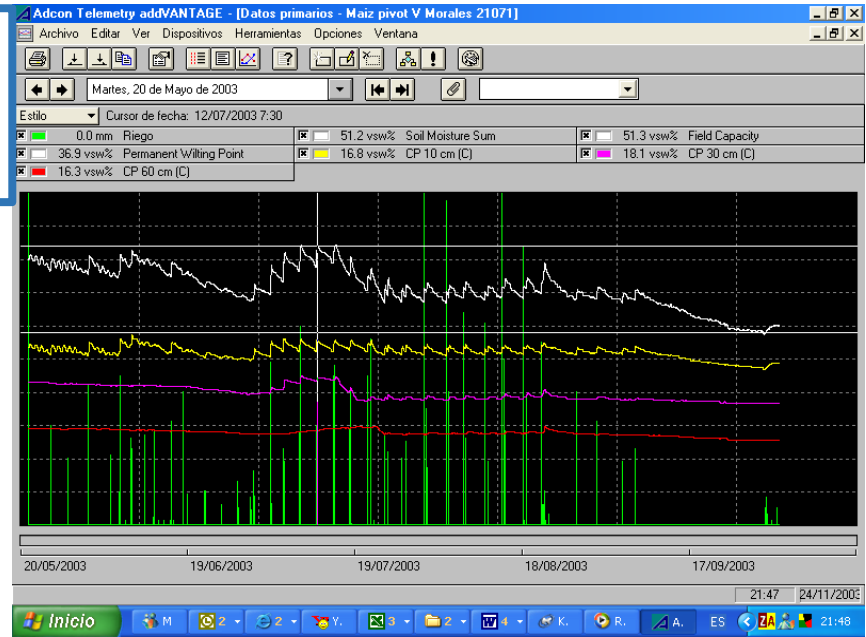 Adcon Telemetry addVANTAGE - [Datos primarios - Maiz pivot V Morales 21071]
Archivo Editar Ver Dispositivos Herramientas Opciones Ventana
Martes, 20 de Mayo de 2003
Estilo Cursor de fecha: 12/07/2003 7:30
0.0 mm Riego 51.2 vsw% Soil Moisture Sum 51.3 vsw% Field Capacity
36.9 vsw% Permanent Wilting Point 16.8 vsw% CP 10 cm (C) 18.1 vsw% CP 30 cm (C)
16.3 vsw% CP 60 cm (C)
20/05/2003 19/06/2003 19/07/2003 18/08/2003 17/09/2003
21:47 24/11/2003
Inicio M 2 2 Y. 3 2 4 K. R. A. ES ZA 21:48